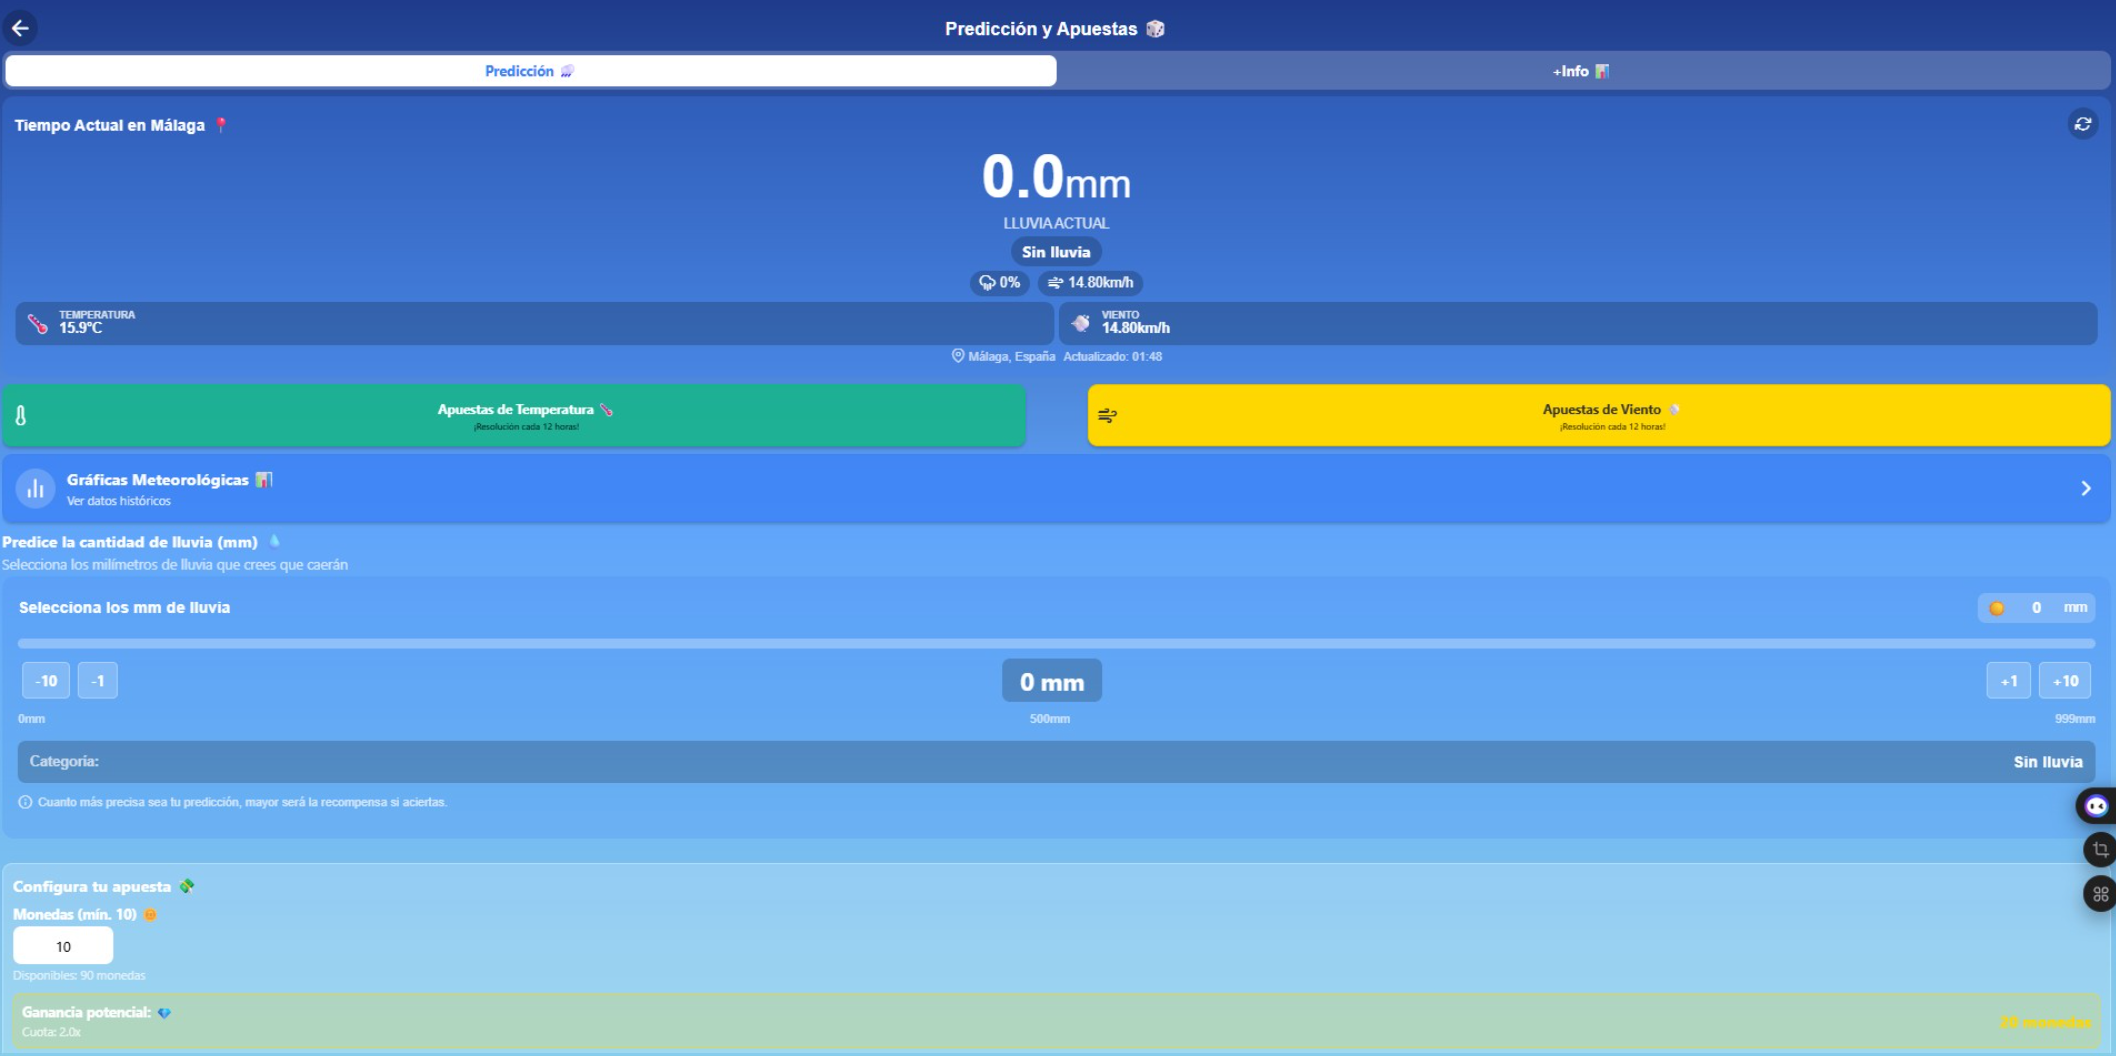 Predicción y Apuestas
Predicción
+Info
Tiempo Actual en Málaga
0.0mm
LLUVIA ACTUAL
Sin lluvia
0%
14.80km/h
TEMPERATURA
15.9°C
VIENTO
14.80km/h
Málaga, España Actualizado: 01:48
Apuestas de Temperatura
¡Resolución cada 12 horas!
Apuestas de Viento
¡Resolución cada 12 horas!
Gráficas Meteorológicas
Ver datos históricos
Predice la cantidad de lluvia (mm)
Selecciona los milímetros de lluvia que crees que caerán
Selecciona los mm de lluvia
0 mm
-10
-1
0 mm
+1
+10
0mm
500mm
999mm
Categoría:
Sin lluvia
Cuanto más precisa sea tu predicción, mayor será la recompensa si aciertas.
Configura tu apuesta
Monedas (mín. 10)
10
Disponibles: 90 monedas
Ganancia potencial:
Cuota: 2.0x
20 monedas